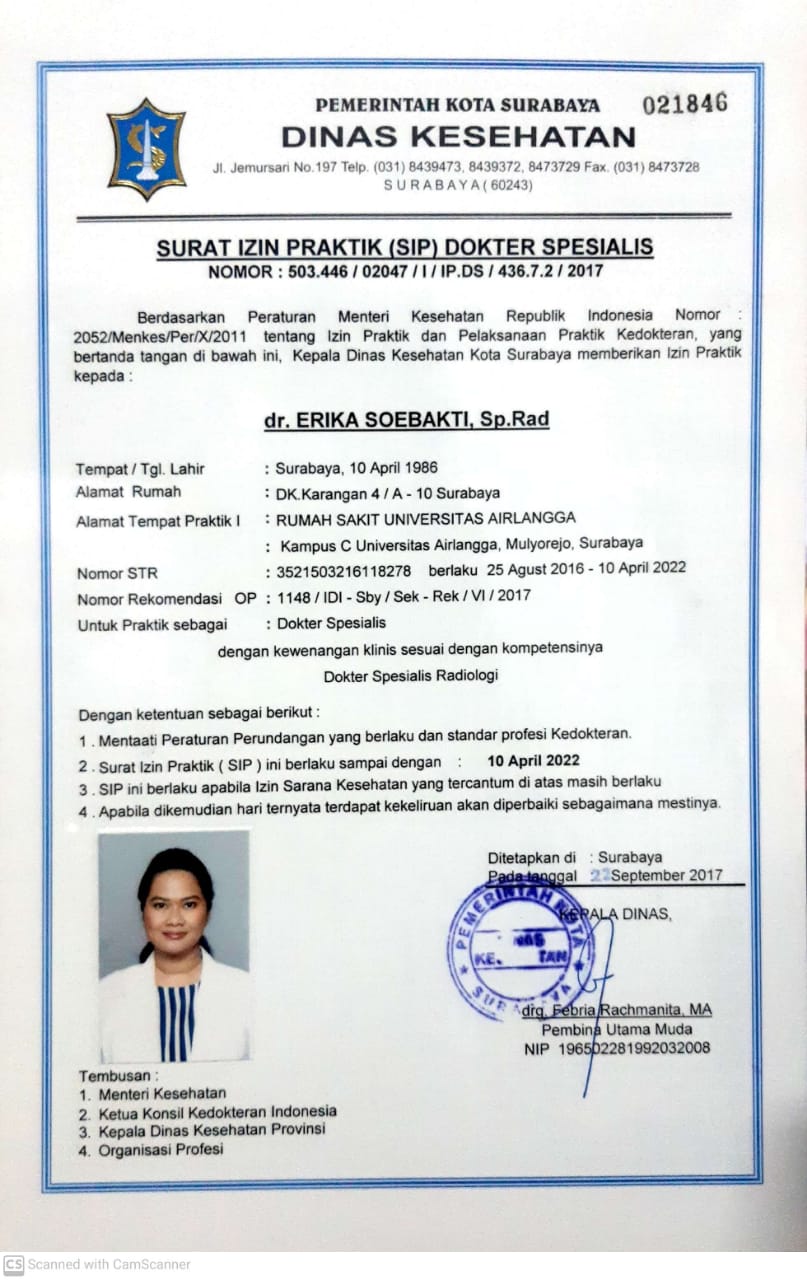 PEMERINTAH KOTA SURABAYA 021846
DINAS KESEHATAN
Jl. Jemursari No.197 Telp. (031) 8439473, 8439372, 8473729 Fax. (031) 8473728
S U R A B A Y A ( 60243)
SURAT IZIN PRAKTIK (SIP) DOKTER SPESIALIS
NOMOR : 503.446 / 02047 / I / IP.DS / 436.7.2 / 2017
Berdasarkan Peraturan Menteri Kesehatan Republik Indonesia Nomor :
2052/Menkes/Per/X/2011 tentang Izin Praktik dan Pelaksanaan Praktik Kedokteran, yang
bertanda tangan di bawah ini, Kepala Dinas Kesehatan Kota Surabaya memberikan Izin Praktik
kepada :
dr. ERIKA SOEBAKTI, Sp.Rad
Tempat / Tgl. Lahir : Surabaya, 10 April 1986
Alamat Rumah : DK.Karangan 4 / A - 10 Surabaya
Alamat Tempat Praktik I : RUMAH SAKIT UNIVERSITAS AIRLANGGA
: Kampus C Universitas Airlangga, Mulyorejo, Surabaya
Nomor STR : 3521503216118278 berlaku 25 Agust 2016 - 10 April 2022
Nomor Rekomendasi OP : 1148 / IDI - Sby / Sek - Rek / VI / 2017
Untuk Praktik sebagai : Dokter Spesialis
dengan kewenangan klinis sesuai dengan kompetensinya
Dokter Spesialis Radiologi
Dengan ketentuan sebagai berikut :
1 . Mentaati Peraturan Perundangan yang berlaku dan standar profesi Kedokteran.
2 . Surat Izin Praktik ( SIP ) ini berlaku sampai dengan : 10 April 2022
3 . SIP ini berlaku apabila Izin Sarana Kesehatan yang tercantum di atas masih berlaku
4 . Apabila dikemudian hari ternyata terdapat kekeliruan akan diperbaiki sebagaimana mestinya.
Ditetapkan di : Surabaya
Pada tanggal 22 September 2017
KEPALA DINAS,
PEMERINTAH KOTA
SURABAYA
drg. Febria Rachmanita, MA
Pembina Utama Muda
NIP 196502281992032008
Tembusan :
1. Menteri Kesehatan
2. Ketua Konsil Kedokteran Indonesia
3. Kepala Dinas Kesehatan Provinsi
4. Organisasi Profesi
CS Scanned with CamScanner